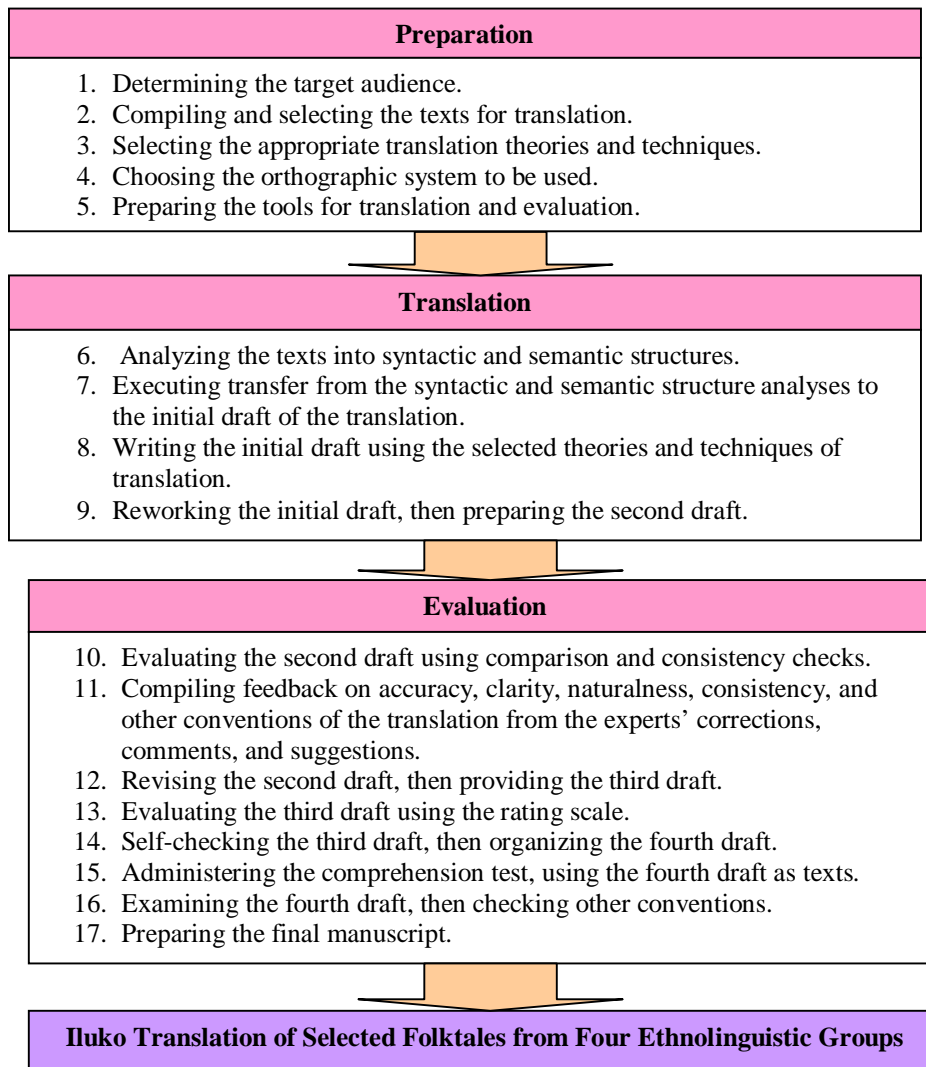 Preparation
1. Determining the target audience.
2. Compiling and selecting the texts for translation.
3. Selecting the appropriate translation theories and techniques.
4. Choosing the orthographic system to be used.
5. Preparing the tools for translation and evaluation.
Translation
6. Analyzing the texts into syntactic and semantic structures.
7. Executing transfer from the syntactic and semantic structure analyses to
the initial draft of the translation.
8. Writing the initial draft using the selected theories and techniques of
translation.
9. Reworking the initial draft, then preparing the second draft.
Evaluation
10. Evaluating the second draft using comparison and consistency checks.
11. Compiling feedback on accuracy, clarity, naturalness, consistency, and
other conventions of the translation from the experts’ corrections,
comments, and suggestions.
12. Revising the second draft, then providing the third draft.
13. Evaluating the third draft using the rating scale.
14. Self-checking the third draft, then organizing the fourth draft.
15. Administering the comprehension test, using the fourth draft as texts.
16. Examining the fourth draft, then checking other conventions.
17. Preparing the final manuscript.
Iluko Translation of Selected Folktales from Four Ethnolinguistic Groups